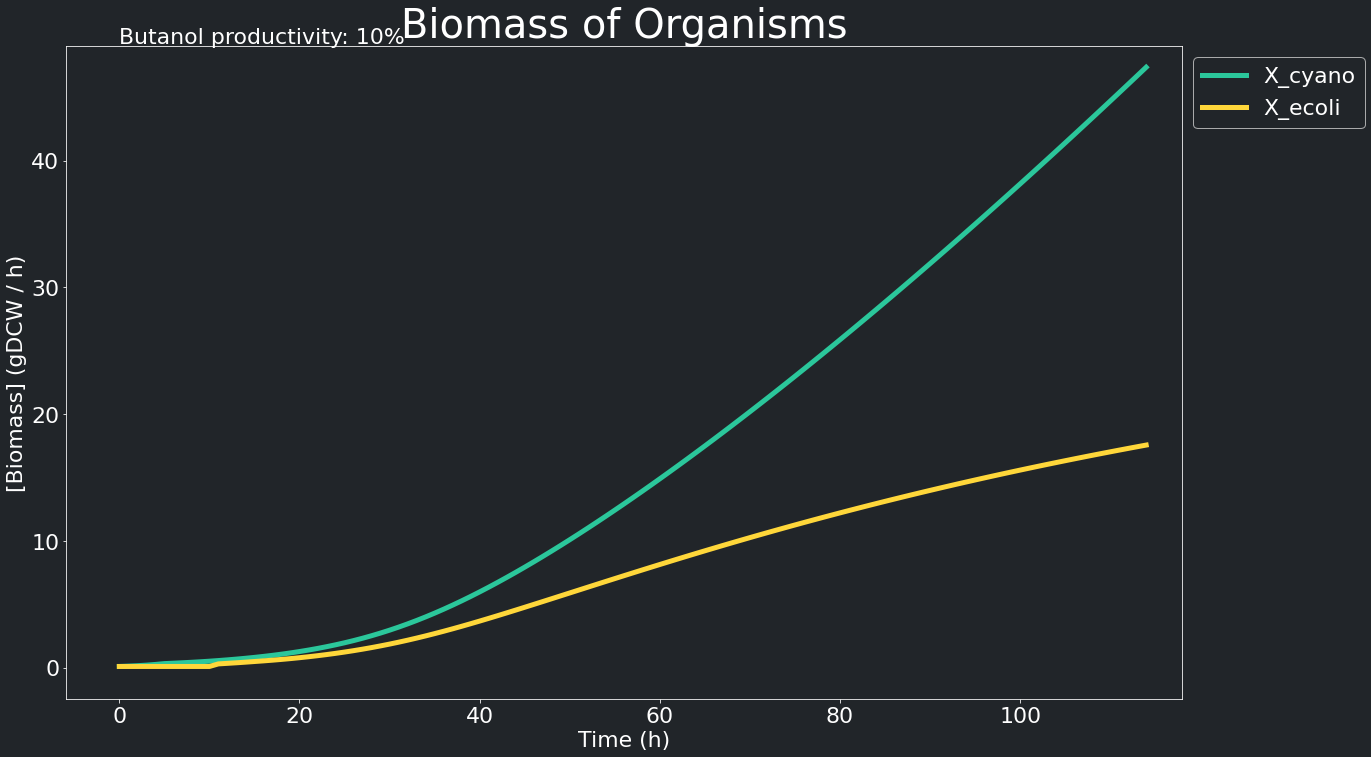 Biomass of Organisms
Butanol productivity: 10%
X_cyano
X_ecoli
[Biomass] (gDCW / h)
40
30
20
10
0
0 20 40 60 80 100
Time (h)